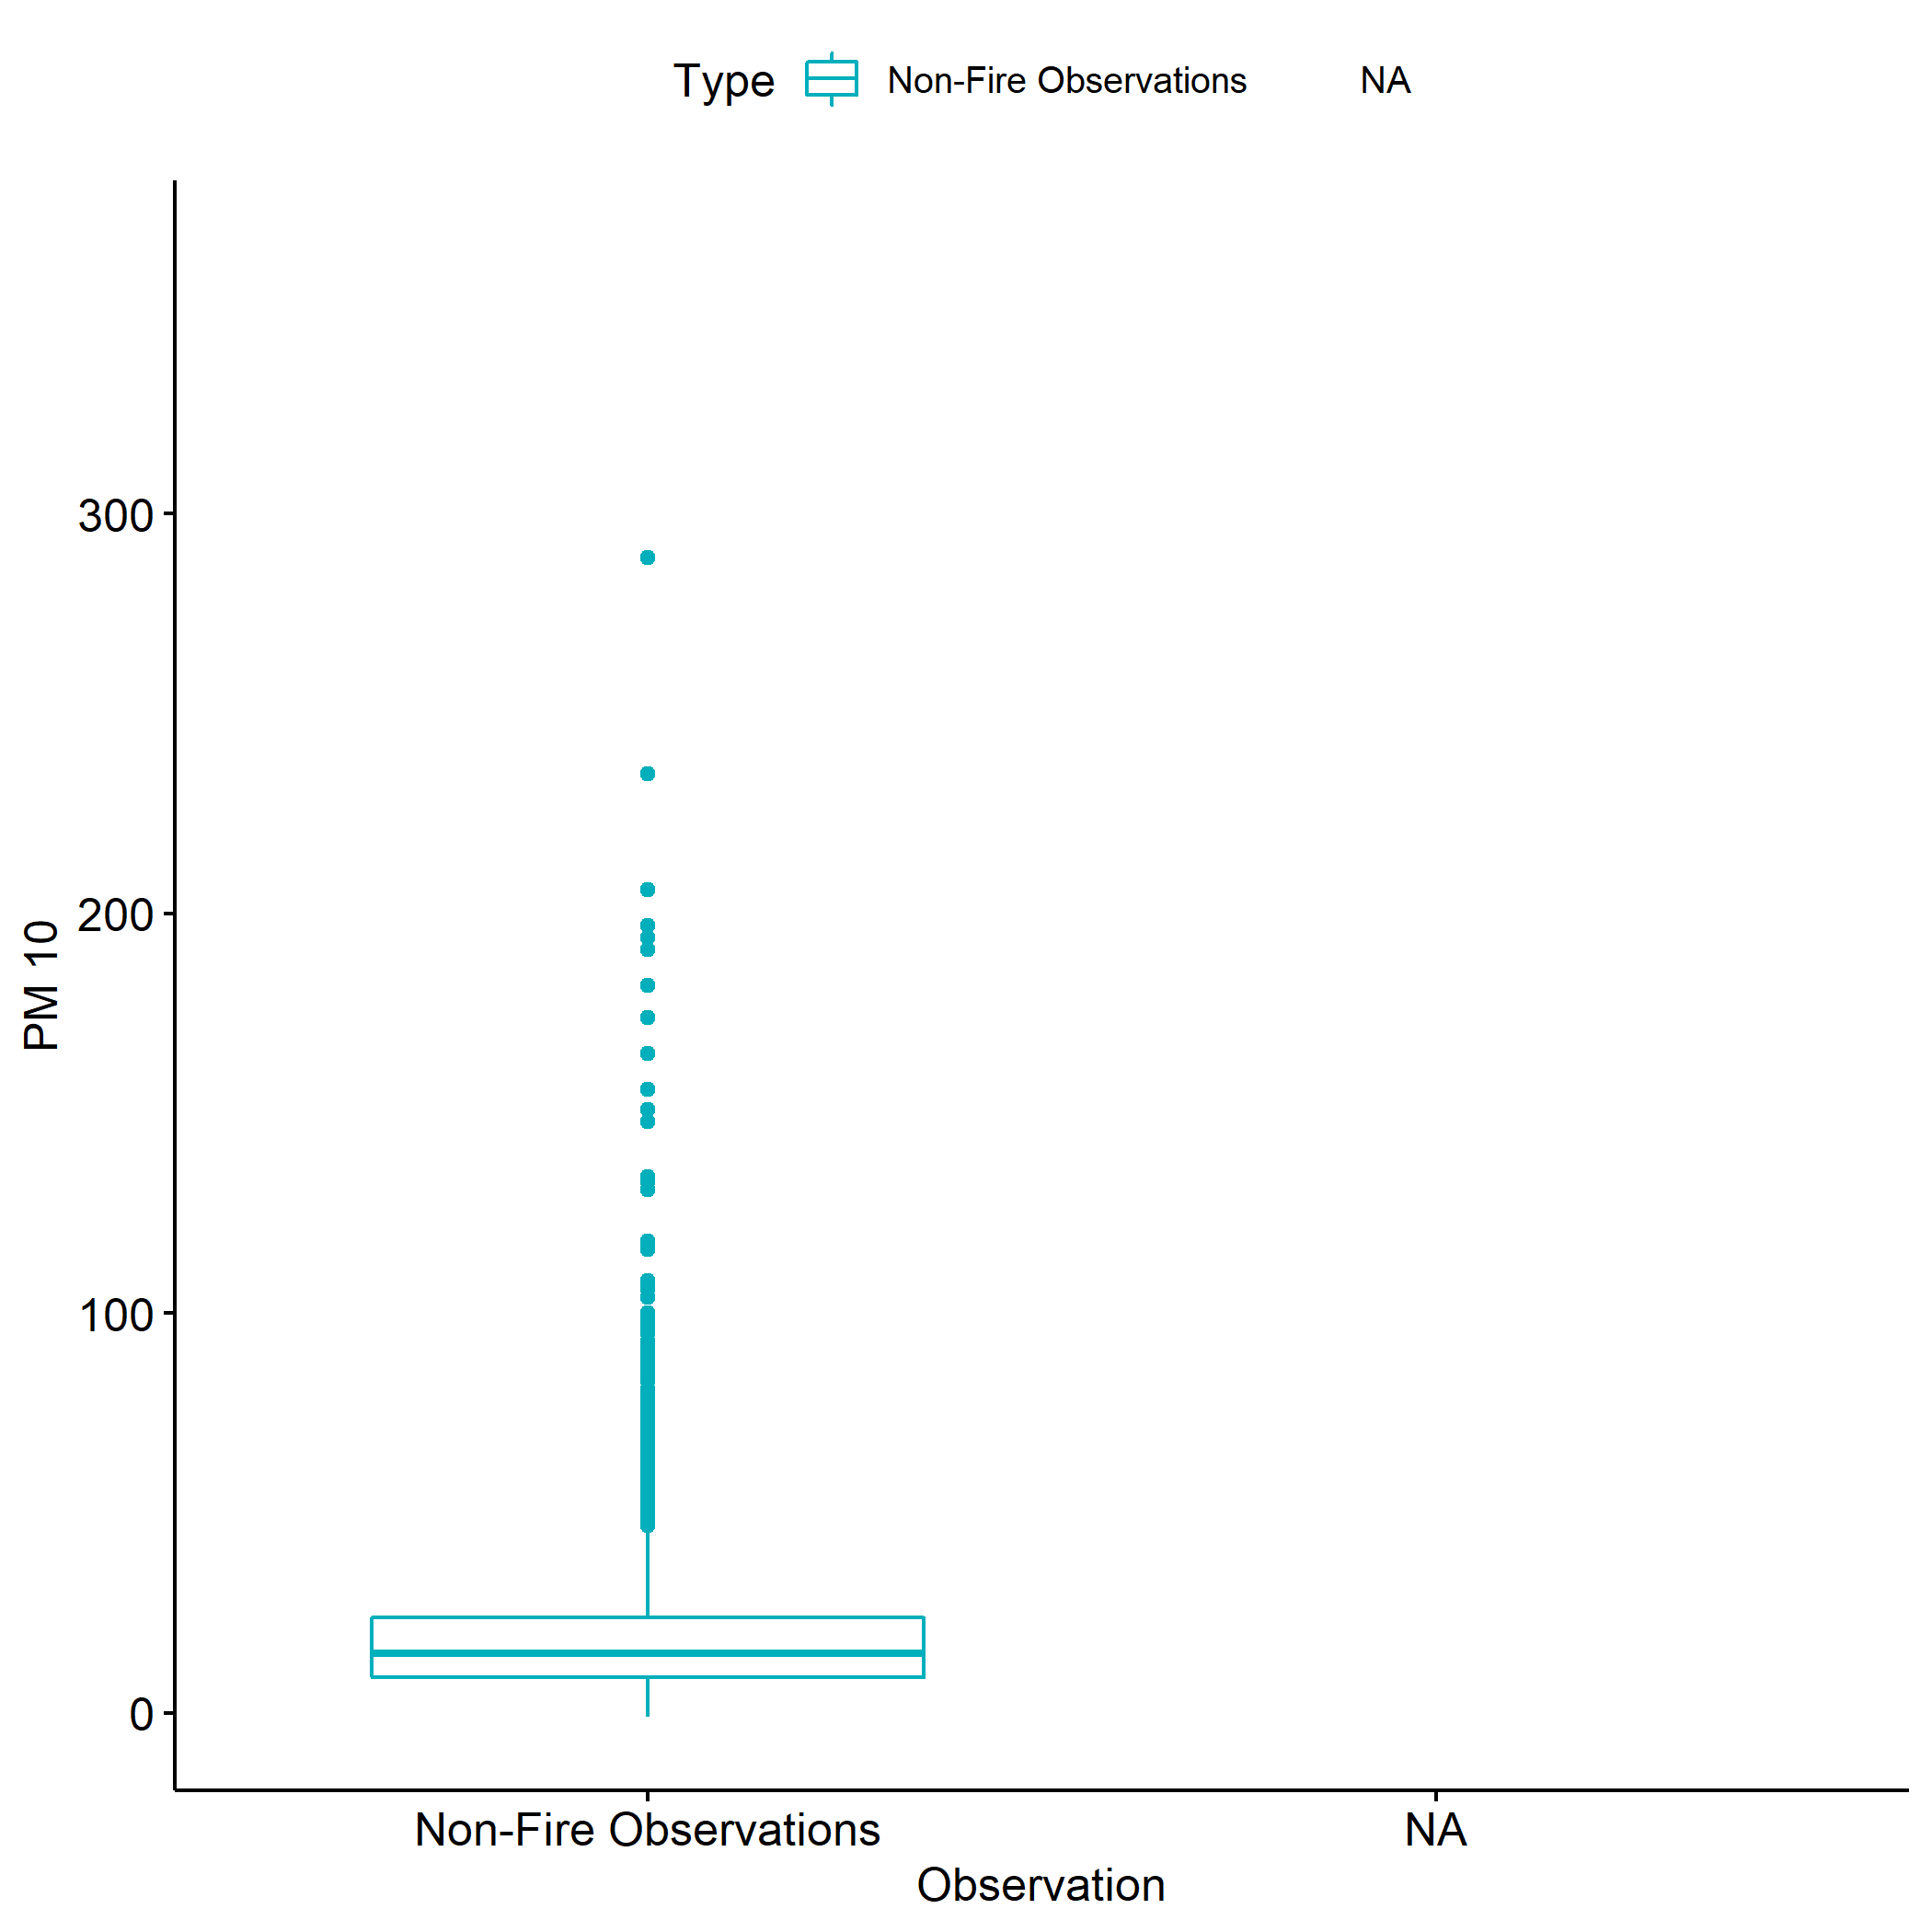 Type Non-Fire Observations NA
300
200
100
0
PM 10
Non-Fire Observations NA
Observation